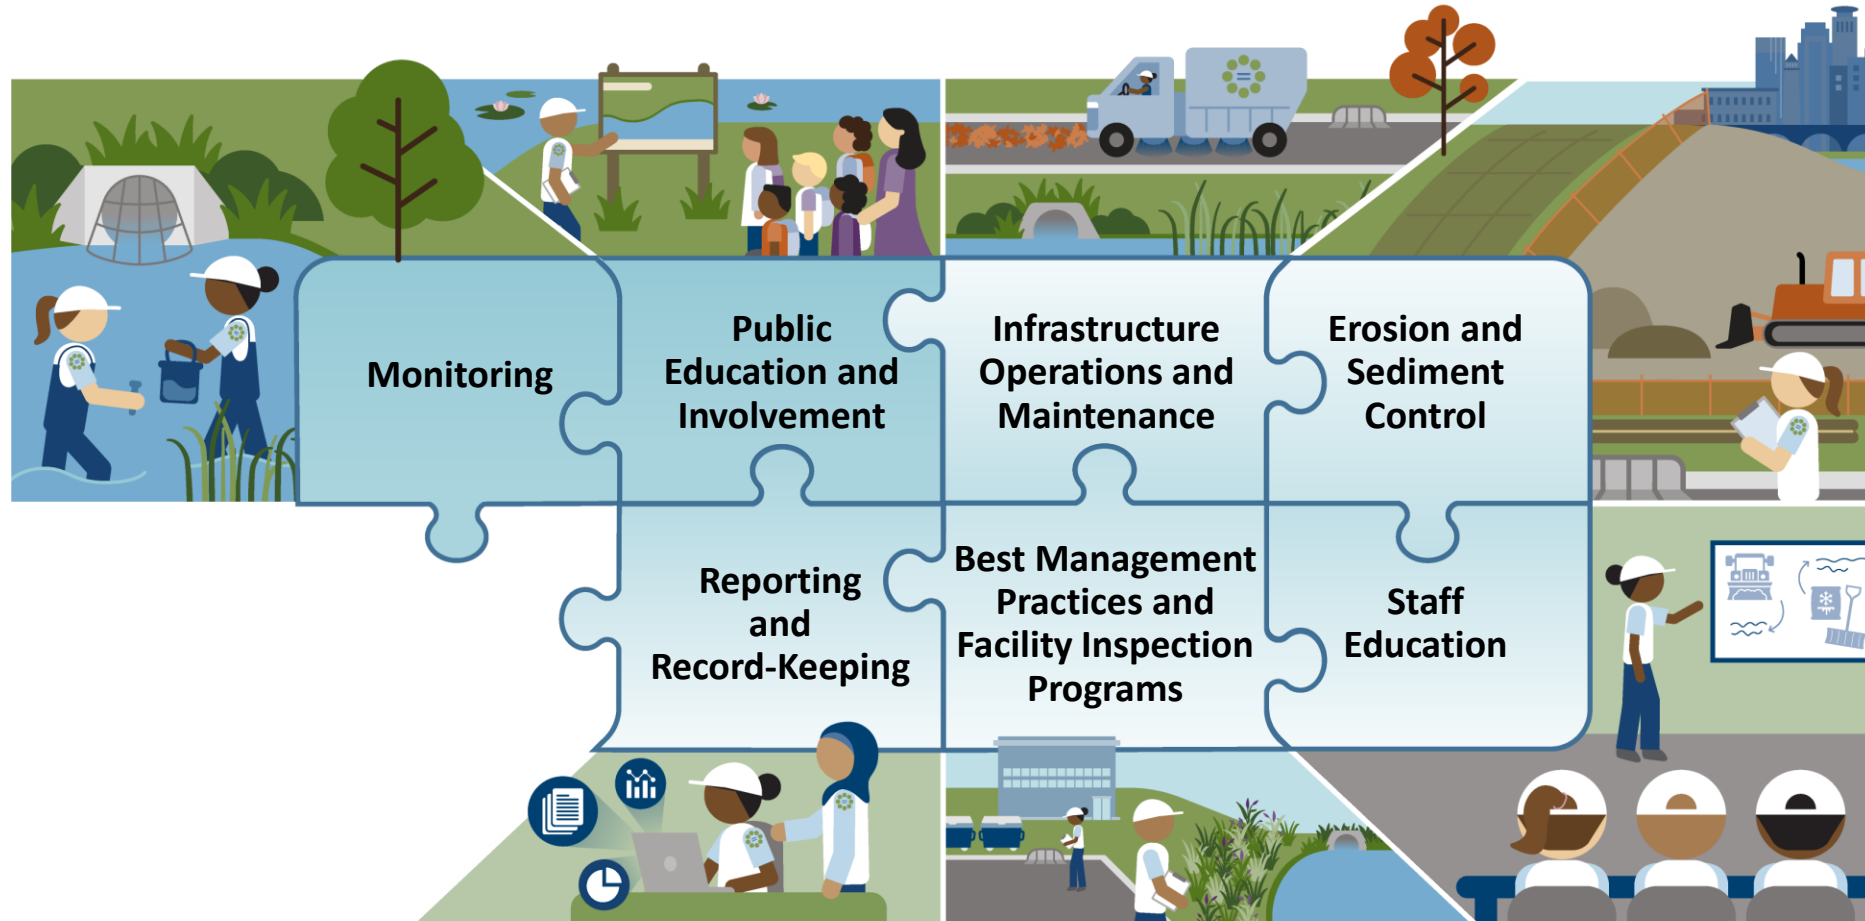 Monitoring
Public
Education and
Involvement
Infrastructure
Operations and
Maintenance
Erosion and
Sediment
Control
Reporting
and
Record-Keeping
Best Management
Practices and
Facility Inspection
Programs
Staff
Education